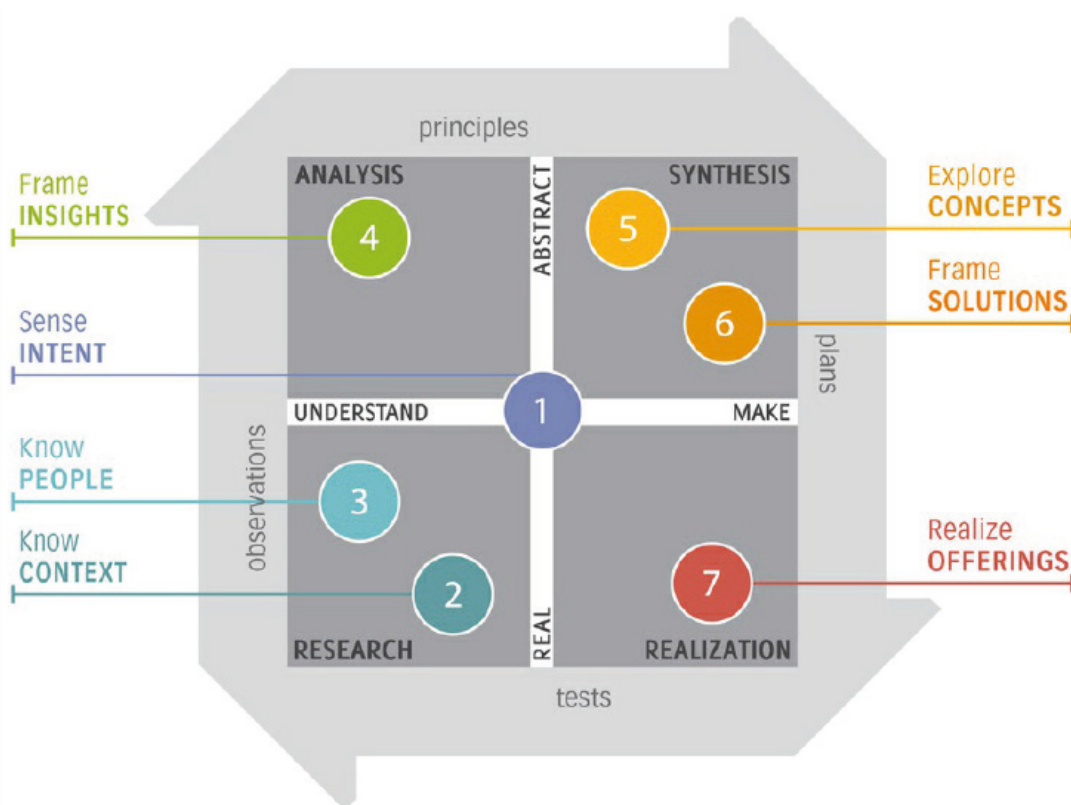 principles
ANALYSIS
ABSTRACT
SYNTHESIS
Frame
INSIGHTS
4
5
Explore
CONCEPTS
Sense
INTENT
6
Frame
SOLUTIONS
plans
UNDERSTAND
1
MAKE
observations
Know
PEOPLE
3
Know
CONTEXT
2
7
Realize
OFFERINGS
RESEARCH
REAL
REALIZATION
tests